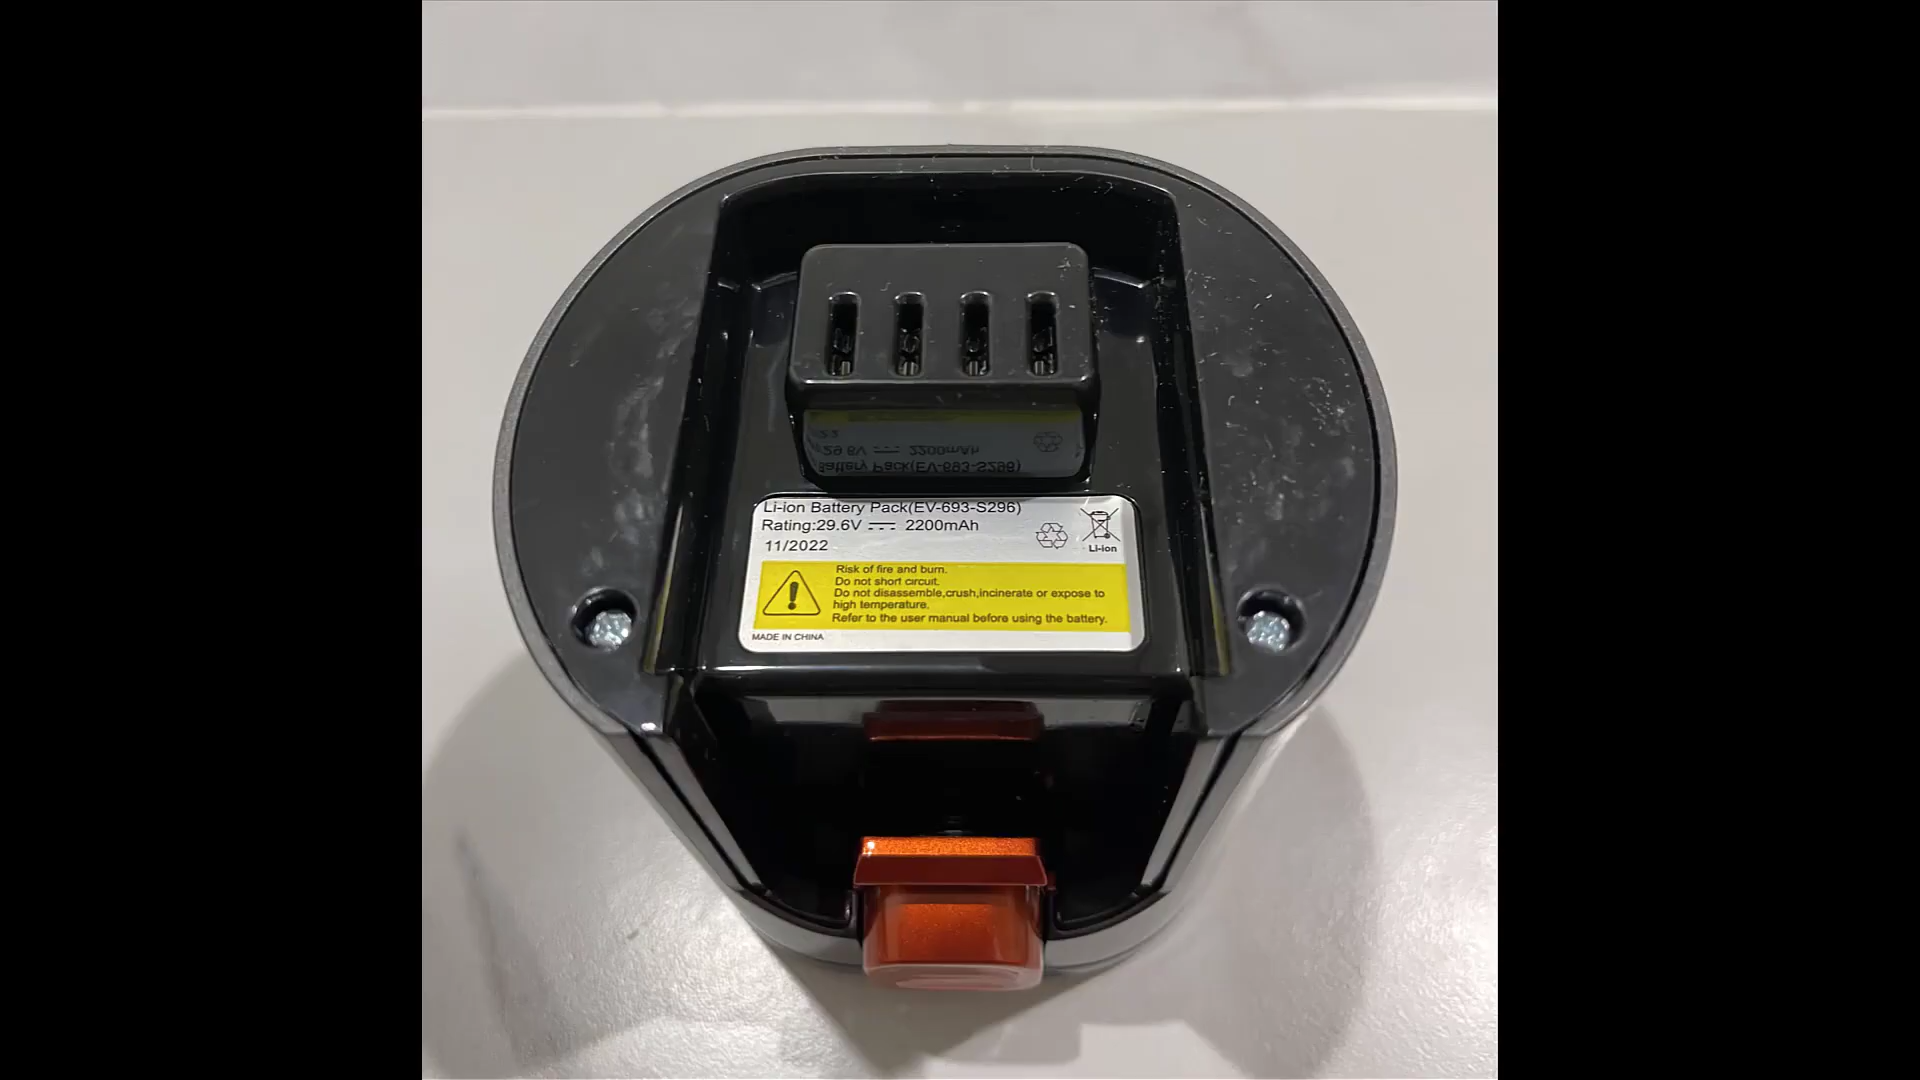 Li-ion Battery Pack(EV-693-S296)
Rating:29.6V ⎓ 2200mAh
11/2022
Li-ion
Risk of fire and burn.
Do not short circuit.
Do not disassemble,crush,incinerate or expose to
high temperature.
Refer to the user manual before using the battery.
MADE IN CHINA